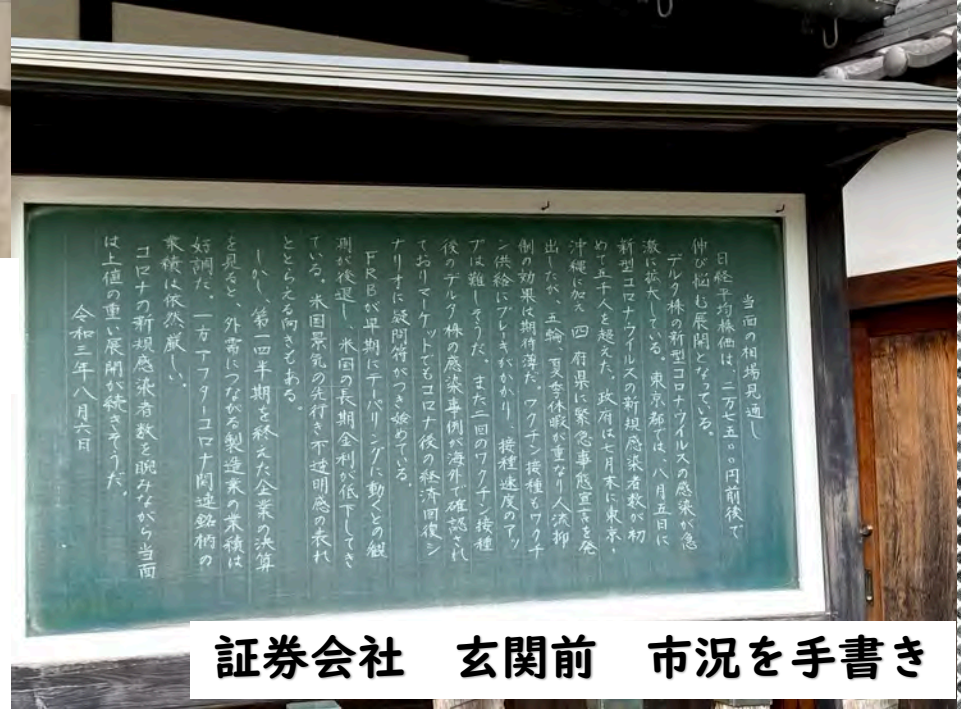 当面の相場見通し
日経平均株価は、二万七五〇〇円前後で
伸び悩む展開となっている。
デルタ株の新型コロナウイルスの感染が急
激に拡大している。東京都では、八月五日に
新型コロナウイルスの新規感染者数が初
めて五千人を超えた。政府は七月末に東京・
沖縄に加え四府県に緊急事態宣言を発
出したが、五輪、夏季休暇が重なり人流抑
制の効果は期待薄だ。ワクチン接種もワクチ
ン供給にブレーキがかかり、接種速度のアッ
プは難しそうだ。また二回のワクチン接種
後のデルタ株の感染事例が海外で確認され
ておりマーケットでもコロナ後の経済回復シ
ナリオに疑問符がつき始めている。
FRBが早期にテーパリングに動くとの観
測が後退し、米国の長期金利が低下してき
ている。米国景気の先行き不透明感の表れ
ととらえる向きもある。
しかし、第一四半期を終えた企業の決算
を見ると、外需につながる製造業の業績は
好調だ。一方アフターコロナ関連銘柄の
業績は依然厳しい。
コロナの新規感染者数を睨みながら当面
は上値の重い展開が続きそうだ。
令和三年八月六日
証券会社　玄関前　市況を手書き